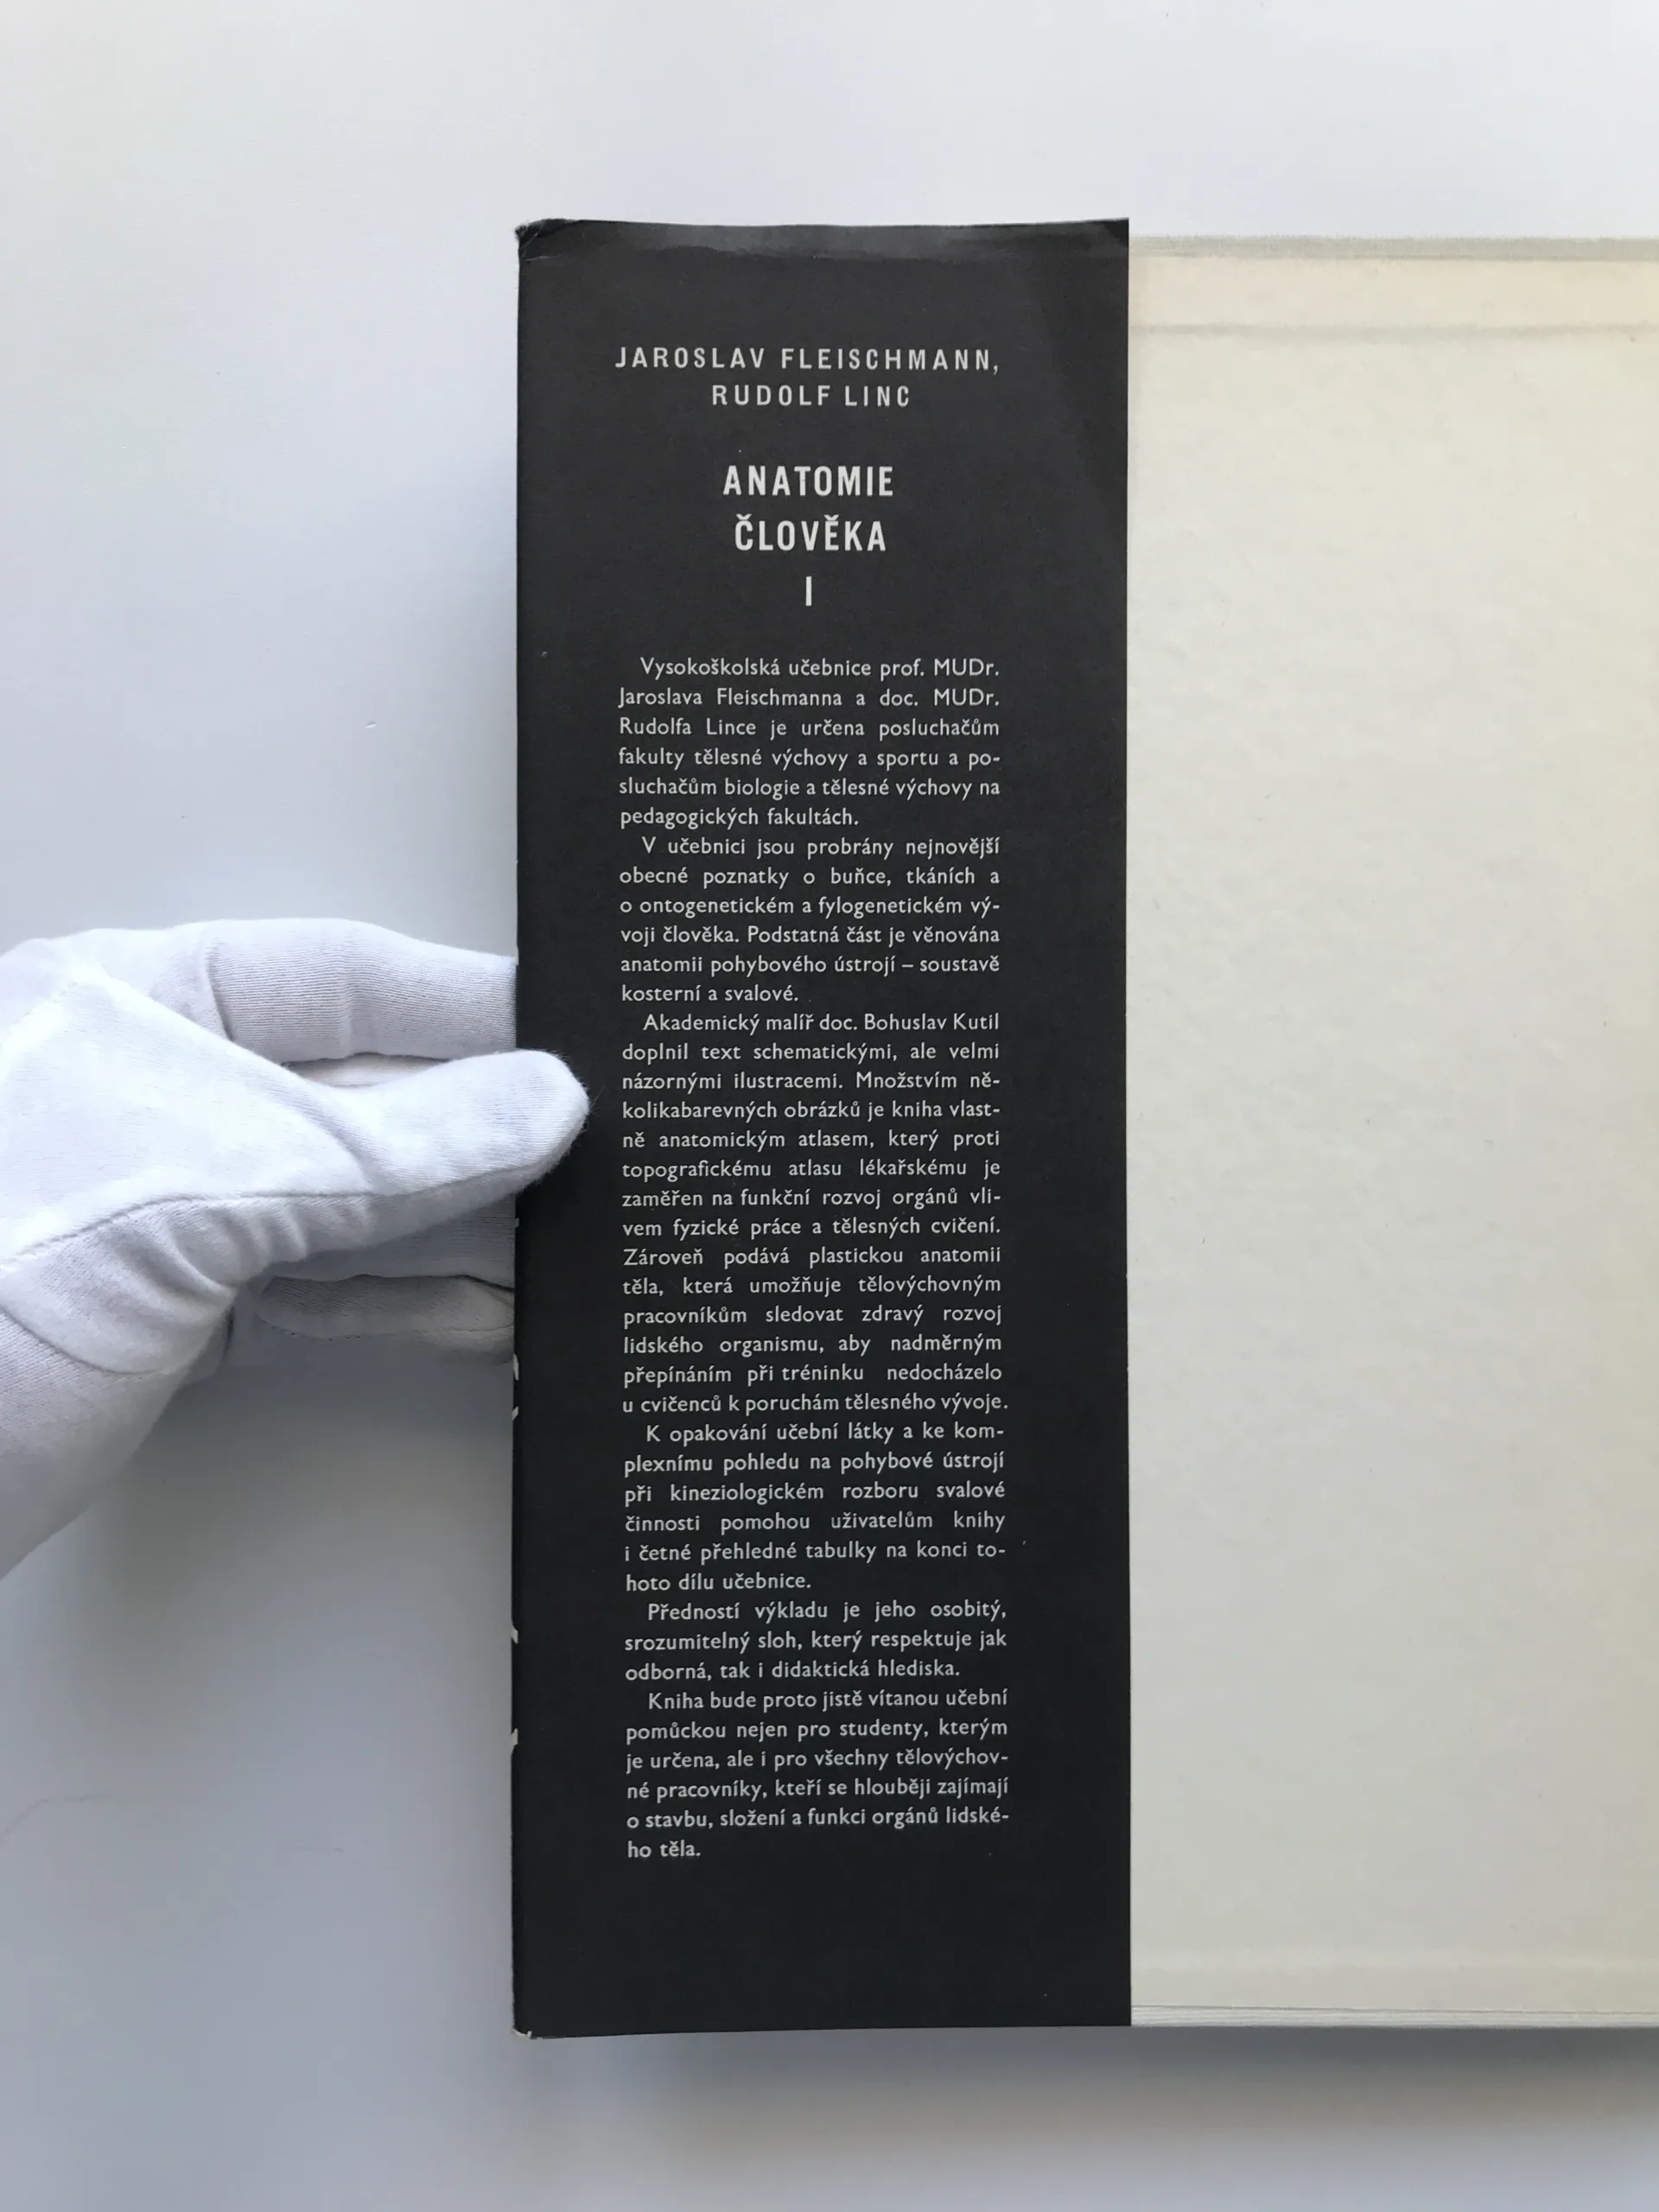 JAROSLAV FLEISCHMANN,
RUDOLF LINC
ANATOMIE
ČLOVĚKA
I
Vysokoškolská učebnice prof. MUDr.
Jaroslava Fleischmanna a doc. MUDr.
Rudolfa Lince je určena posluchačům
fakulty tělesné výchovy a sportu a po-
sluchačům biologie a tělesné výchovy na
pedagogických fakultách.
V učebnici jsou probrány nejnovější
obecné poznatky o buňce, tkáních a
o ontogenetickém a fylogenetickém vý-
voji člověka. Podstatná část je věnována
anatomii pohybového ústrojí – soustavě
kosterní a svalové.
Akademický malíř doc. Bohuslav Kutil
doplnil text schematickými, ale velmi
názornými ilustracemi. Množstvím ně-
kolikabarevných obrázků je kniha vlast-
ně anatomickým atlasem, který proti
topografickému atlasu lékařskému je
zaměřen na funkční rozvoj orgánů vli-
vem fyzické práce a tělesných cvičení.
Zároveň podává plastickou anatomii
těla, která umožňuje tělovýchovným
pracovníkům sledovat zdravý rozvoj
lidského organismu, aby nadměrným
přepínáním při tréninku nedocházelo
u cvičenců k poruchám tělesného vývoje.
K opakování učební látky a ke kom-
plexnímu pohledu na pohybové ústrojí
při kineziologickém rozboru svalové
činnosti pomohou uživatelům knihy
i četné přehledné tabulky na konci to-
hoto dílu učebnice.
Předností výkladu je jeho osobitý,
srozumitelný sloh, který respektuje jak
odborná, tak i didaktická hlediska.
Kniha bude proto jistě vítanou učební
pomůckou nejen pro studenty, kterým
je určena, ale i pro všechny tělovýchov-
né pracovníky, kteří se hlouběji zajímají
o stavbu, složení a funkci orgánů lidské-
ho těla.